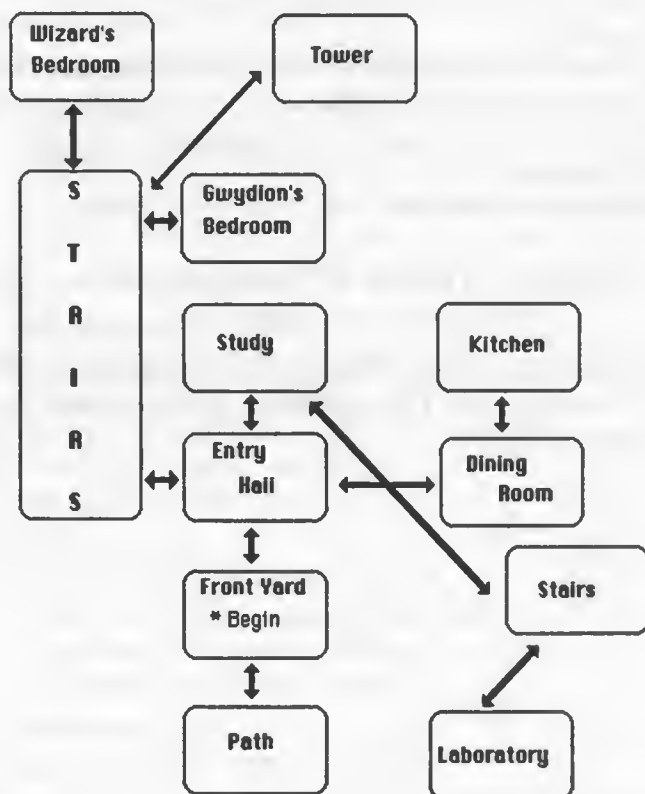 Wizard's
Bedroom
Tower
S
T
A
I
R
S
Gwydion's
Bedroom
Study
Kitchen
Entry
Hall
Dining
Room
Front Yard
* Begin
Stairs
Path
Laboratory